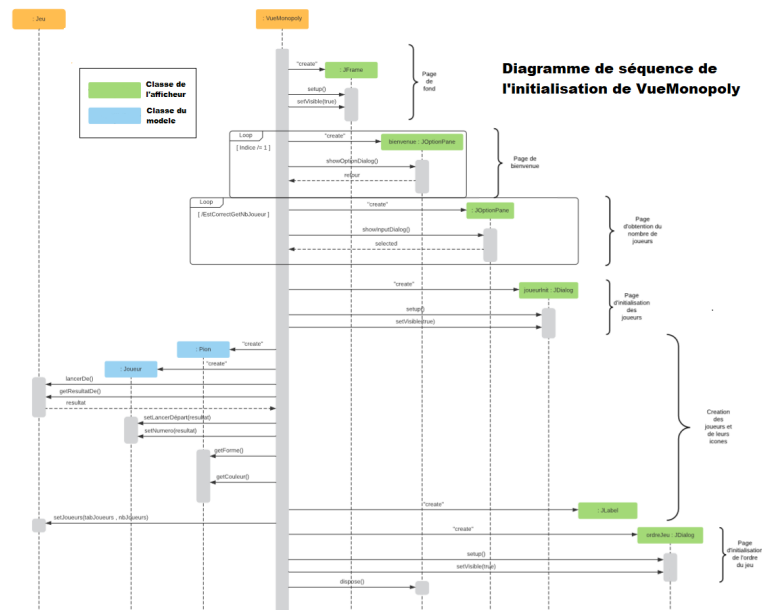 : Jeu
: VueMonopoly
Classe de
l'afficheur
Classe du
modele
Diagramme de séquence de
l'initialisation de VueMonopoly
"create"
: JFrame
setup()
setVisible(true)
Page
de
fond
Loop
[ Indice /= 1 ]
"create"
bienvenue : JOptionPane
showOptionDialog()
retour
Page de
bienvenue
Loop
[ /EstCorrectGetNbJoueur ]
"create"
: JOptionPane
showInputDialog()
selected
Page
d'obtention du
nombre de
joueurs
"create"
joueurInit : JDialog
setup()
setVisible(true)
Page
d'initialisation
des
joueurs
: Pion
"create"
: Joueur
"create"
lancerDe()
getResultatDe()
resultat
setLancerDépart(resultat)
setNumero(resultat)
getForme()
getCouleur()
"create"
: JLabel
Creation
des
joueurs et
de leurs
icones
setJoueurs(tabJoueurs , nbJoueurs)
"create"
ordreJeu : JDialog
setup()
setVisible(true)
dispose()
Page
d'initialisation
de l'ordre
du jeu